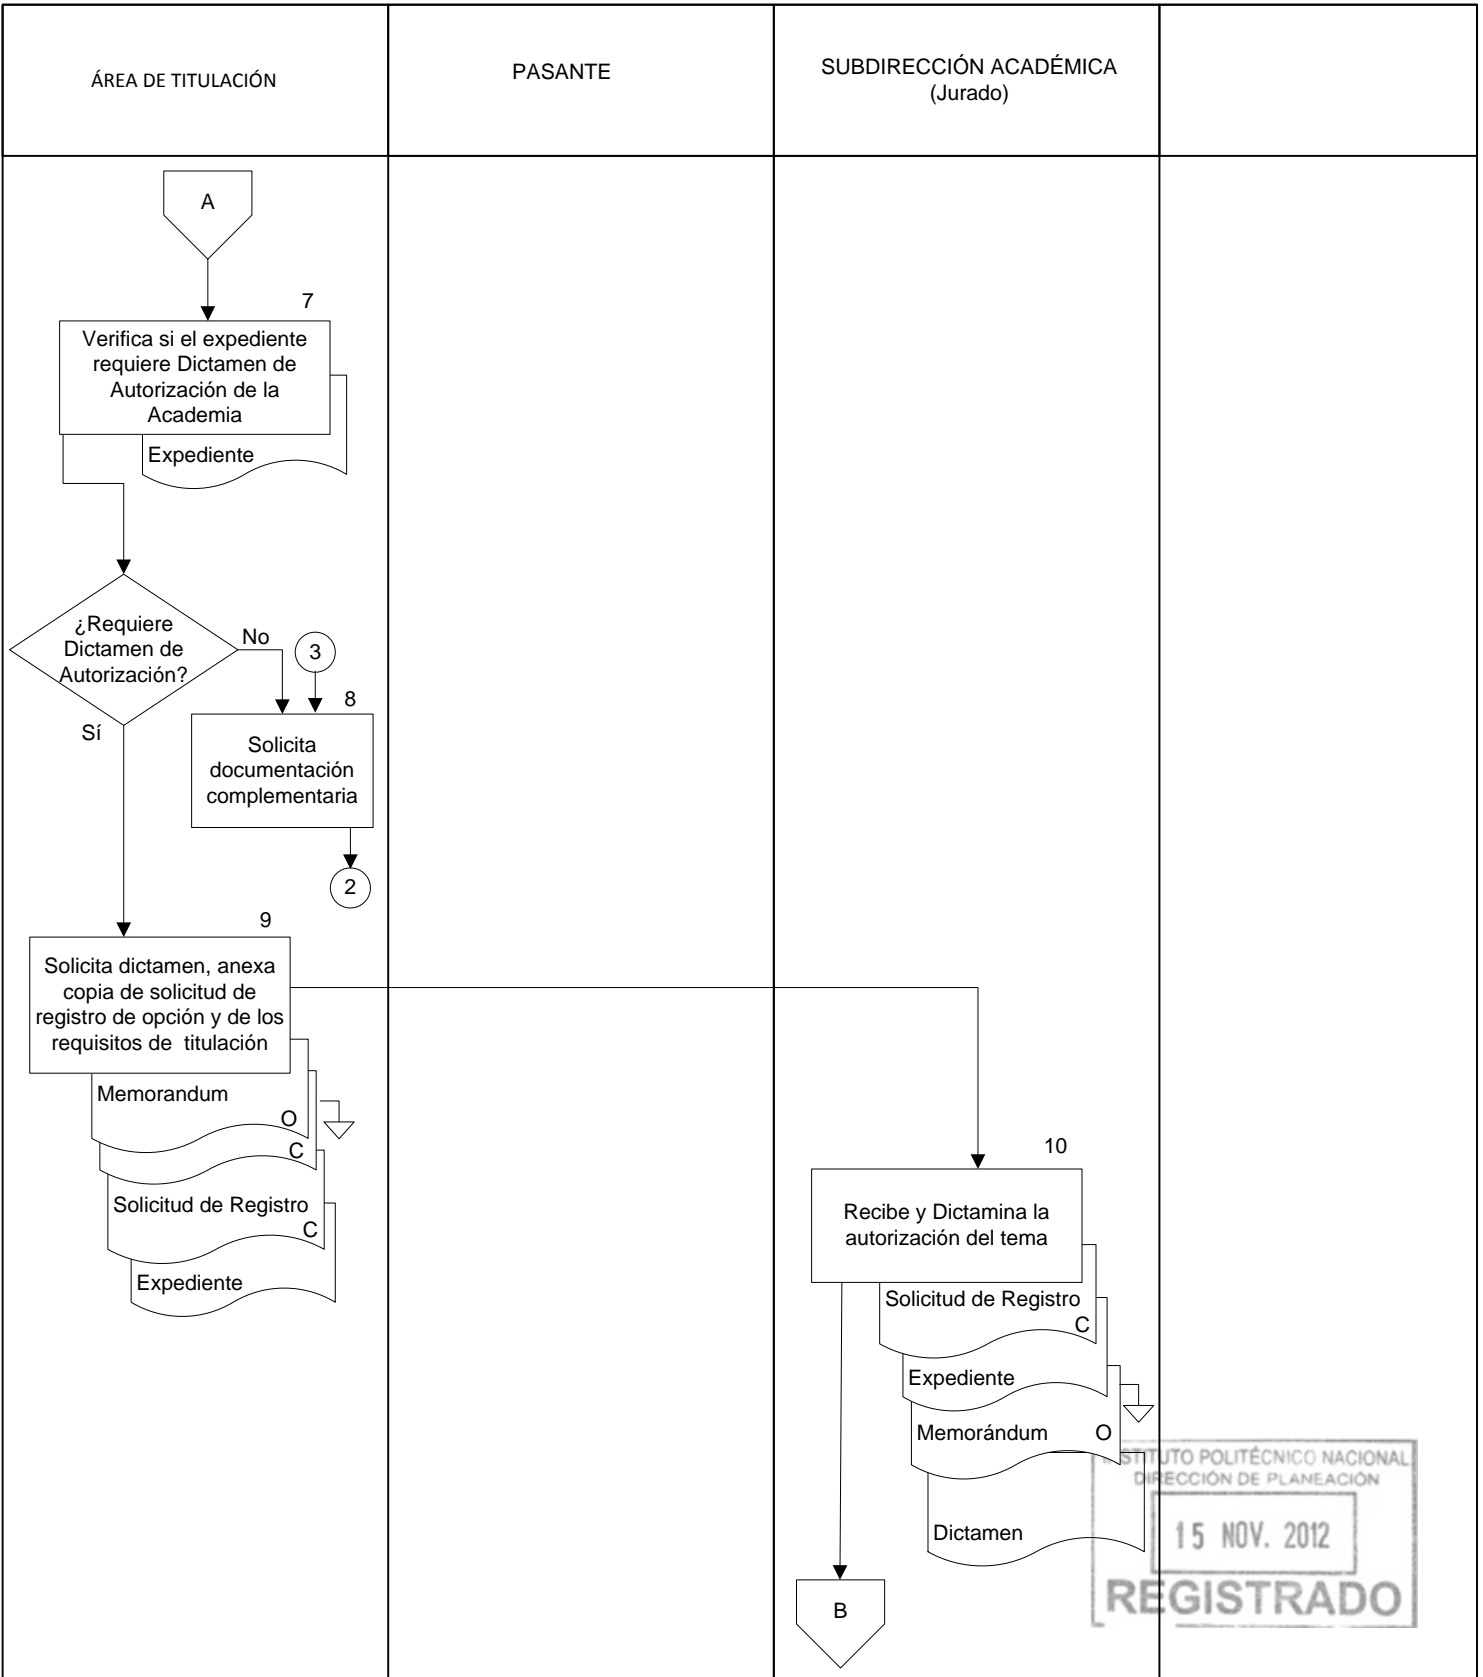 ÁREA DE TITULACIÓN
PASANTE
SUBDIRECCIÓN ACADÉMICA
(Jurado)
A
7
Verifica si el expediente
requiere Dictamen de
Autorización de la
Academia
Expediente
¿Requiere
Dictamen de
Autorización?
No
3
Sí
8
Solicita
documentación
complementaria
2
9
Solicita dictamen, anexa
copia de solicitud de
registro de opción y de los
requisitos de titulación
Memorandum
O
C
Solicitud de Registro
C
Expediente
10
Recibe y Dictamina la
autorización del tema
Solicitud de Registro
C
Expediente
Memorándum O
Dictamen
B
INSTITUTO POLITÉCNICO NACIONAL
DIRECCIÓN DE PLANEACIÓN
15 NOV. 2012
REGISTRADO